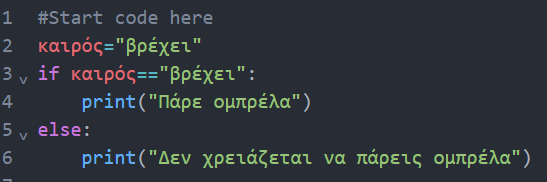 1 #Start code here
2 καιρός="βρέχει"
3 if καιρός=="βρέχει":
4 print("Πάρε ομπρέλα")
5 else:
6 print("Δεν χρειάζεται να πάρεις ομπρέλα")